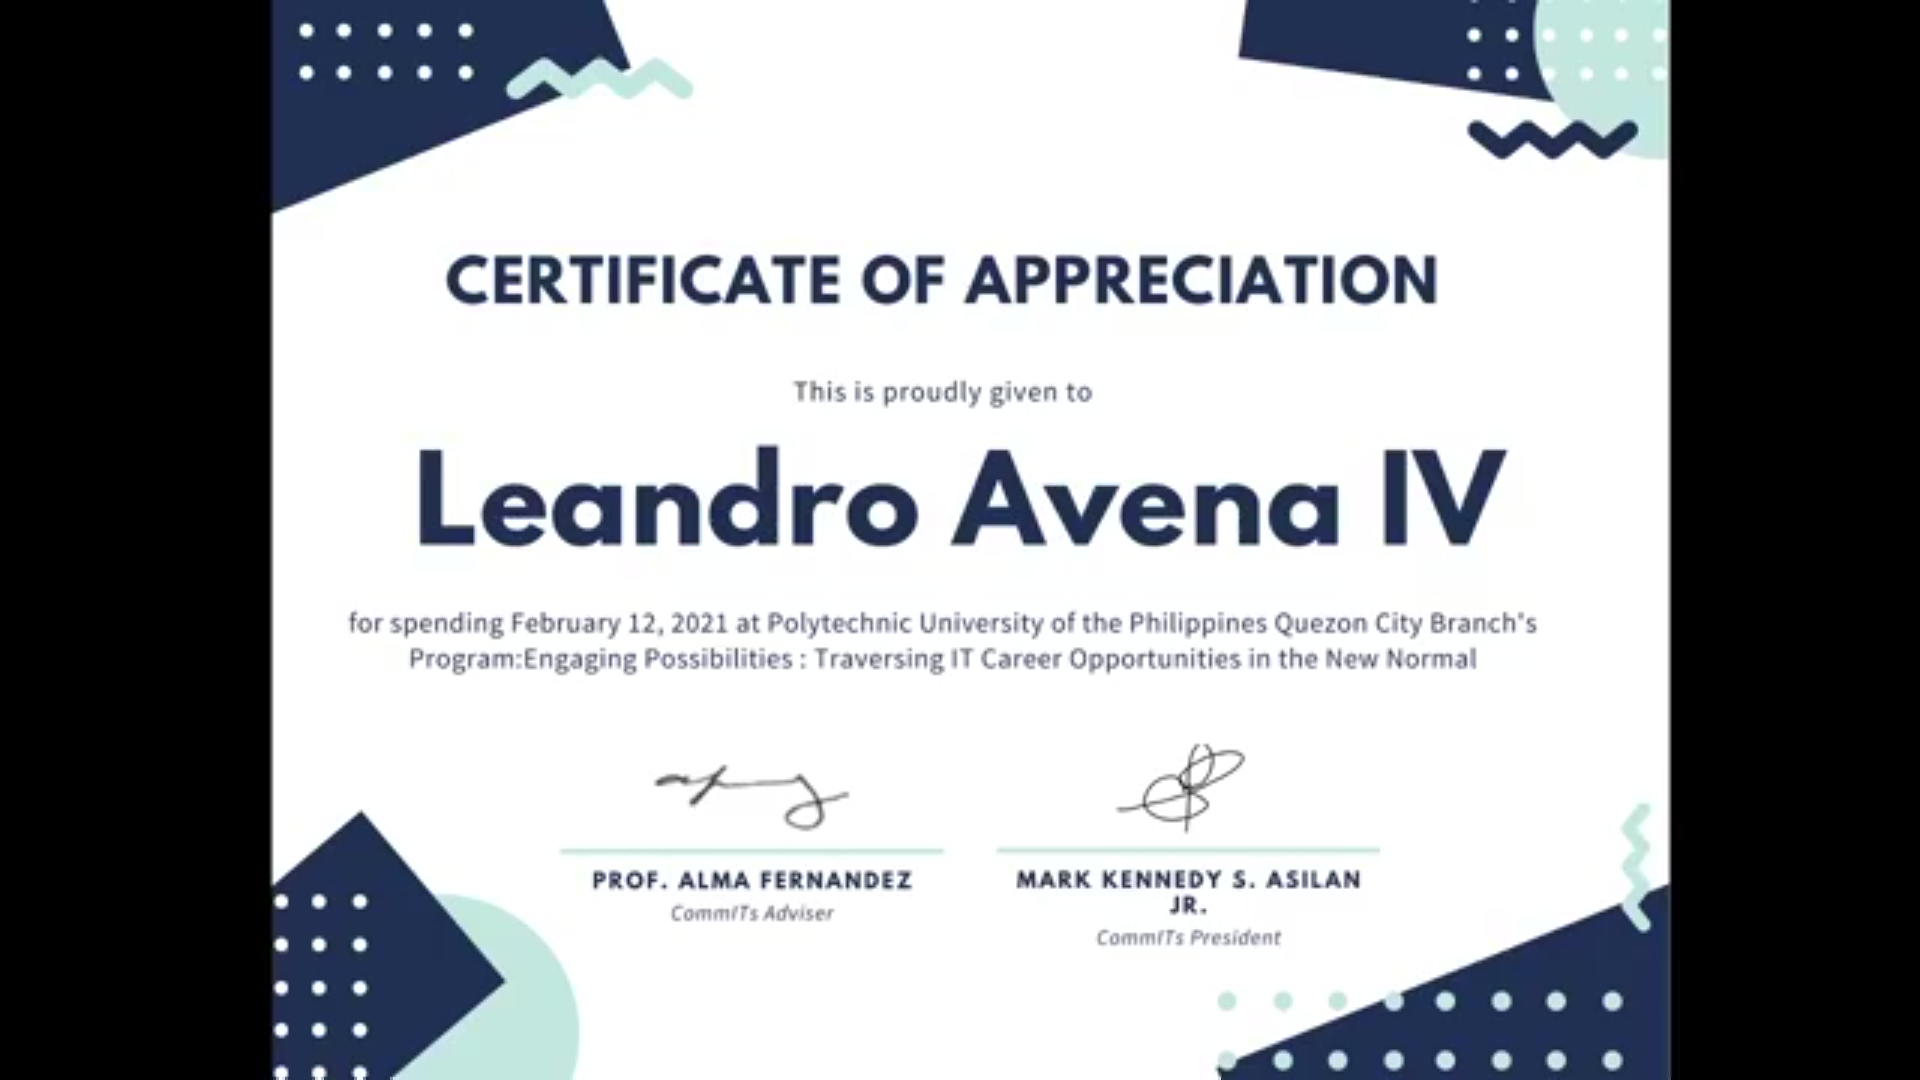 CERTIFICATE OF APPRECIATION
This is proudly given to
Leandro Avena IV
for spending February 12, 2021 at Polytechnic University of the Philippines Quezon City Branch's
Program:Engaging Possibilities : Traversing IT Career Opportunities in the New Normal
PROF. ALMA FERNANDEZ
CommITs Adviser
MARK KENNEDY S. ASILAN
JR.
CommITs President